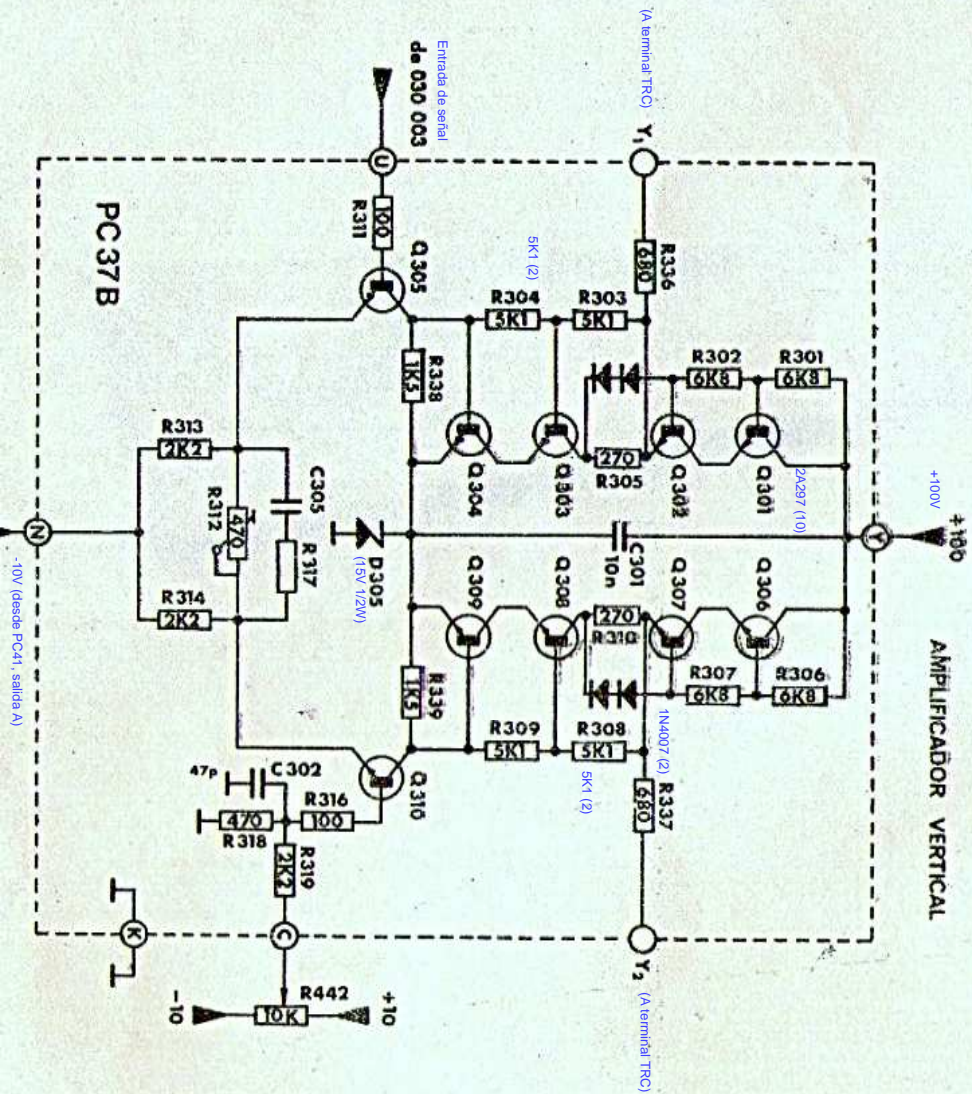 AMPLIFICADOR VERTICAL
+100
+100V
Y
(A terminal TRC)
Y₁
R336
680
R303
5K1
R304
5K1
5K1 (2)
R301
6K8
R302
6K8
Q301
Q302
2A297 (10)
270
R305
Q303
Q304
C301
10n
Q306
Q307
R306
6K8
R307
6K8
1N4007 (2)
270
R310
Q308
Q309
R308
5K1
R309
5K1
5K1 (2)
R337
680
Y₂
(A terminal TRC)
Entrada de señal
de 030 003
U
100
R311
Q305
R338
1K5
D305
(15V 1/2W)
R339
1K5
Q310
PC37B
R313
2K2
C305
R317
470
R312
R314
2K2
N
-10V (desde PC41, salida A)
47p
C302
R316
100
470
R318
R319
2K2
C
K
R442
10K
+10
-10